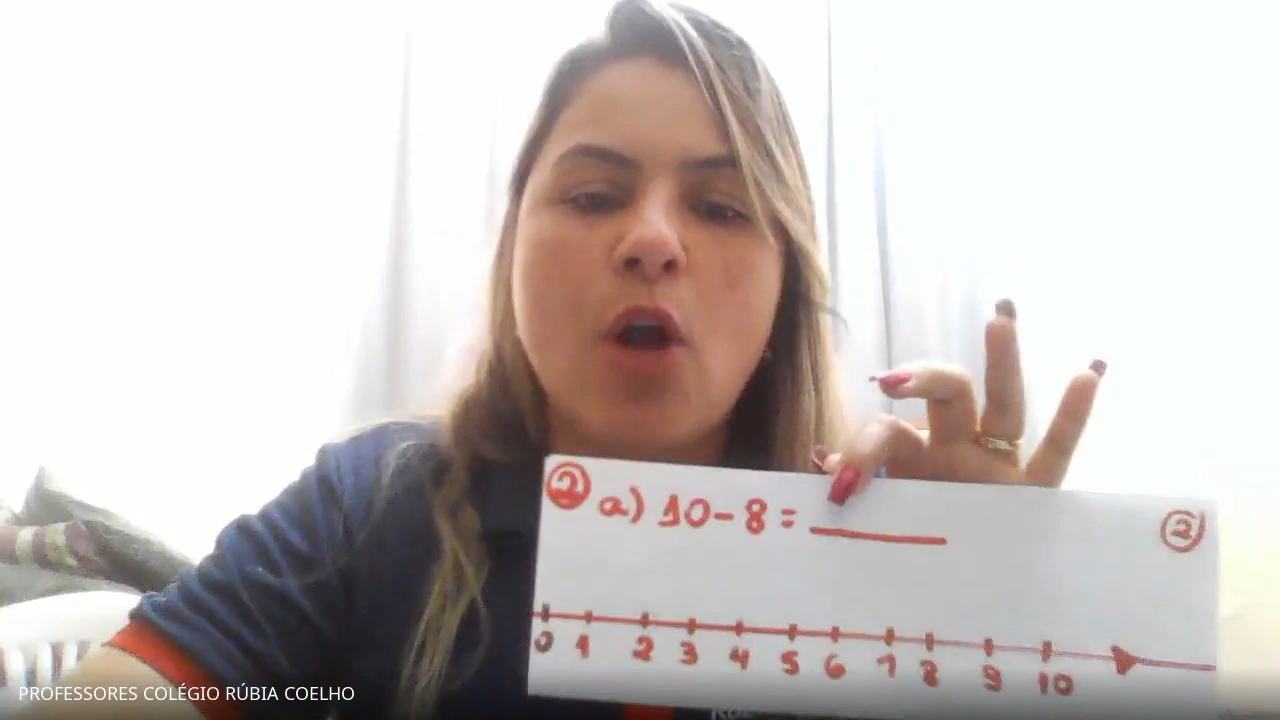 2 a) 10 - 8 = ______
2
0 1 2 3 4 5 6 7 8 9 10
PROFESSORES COLÉGIO RÚBIA COELHO